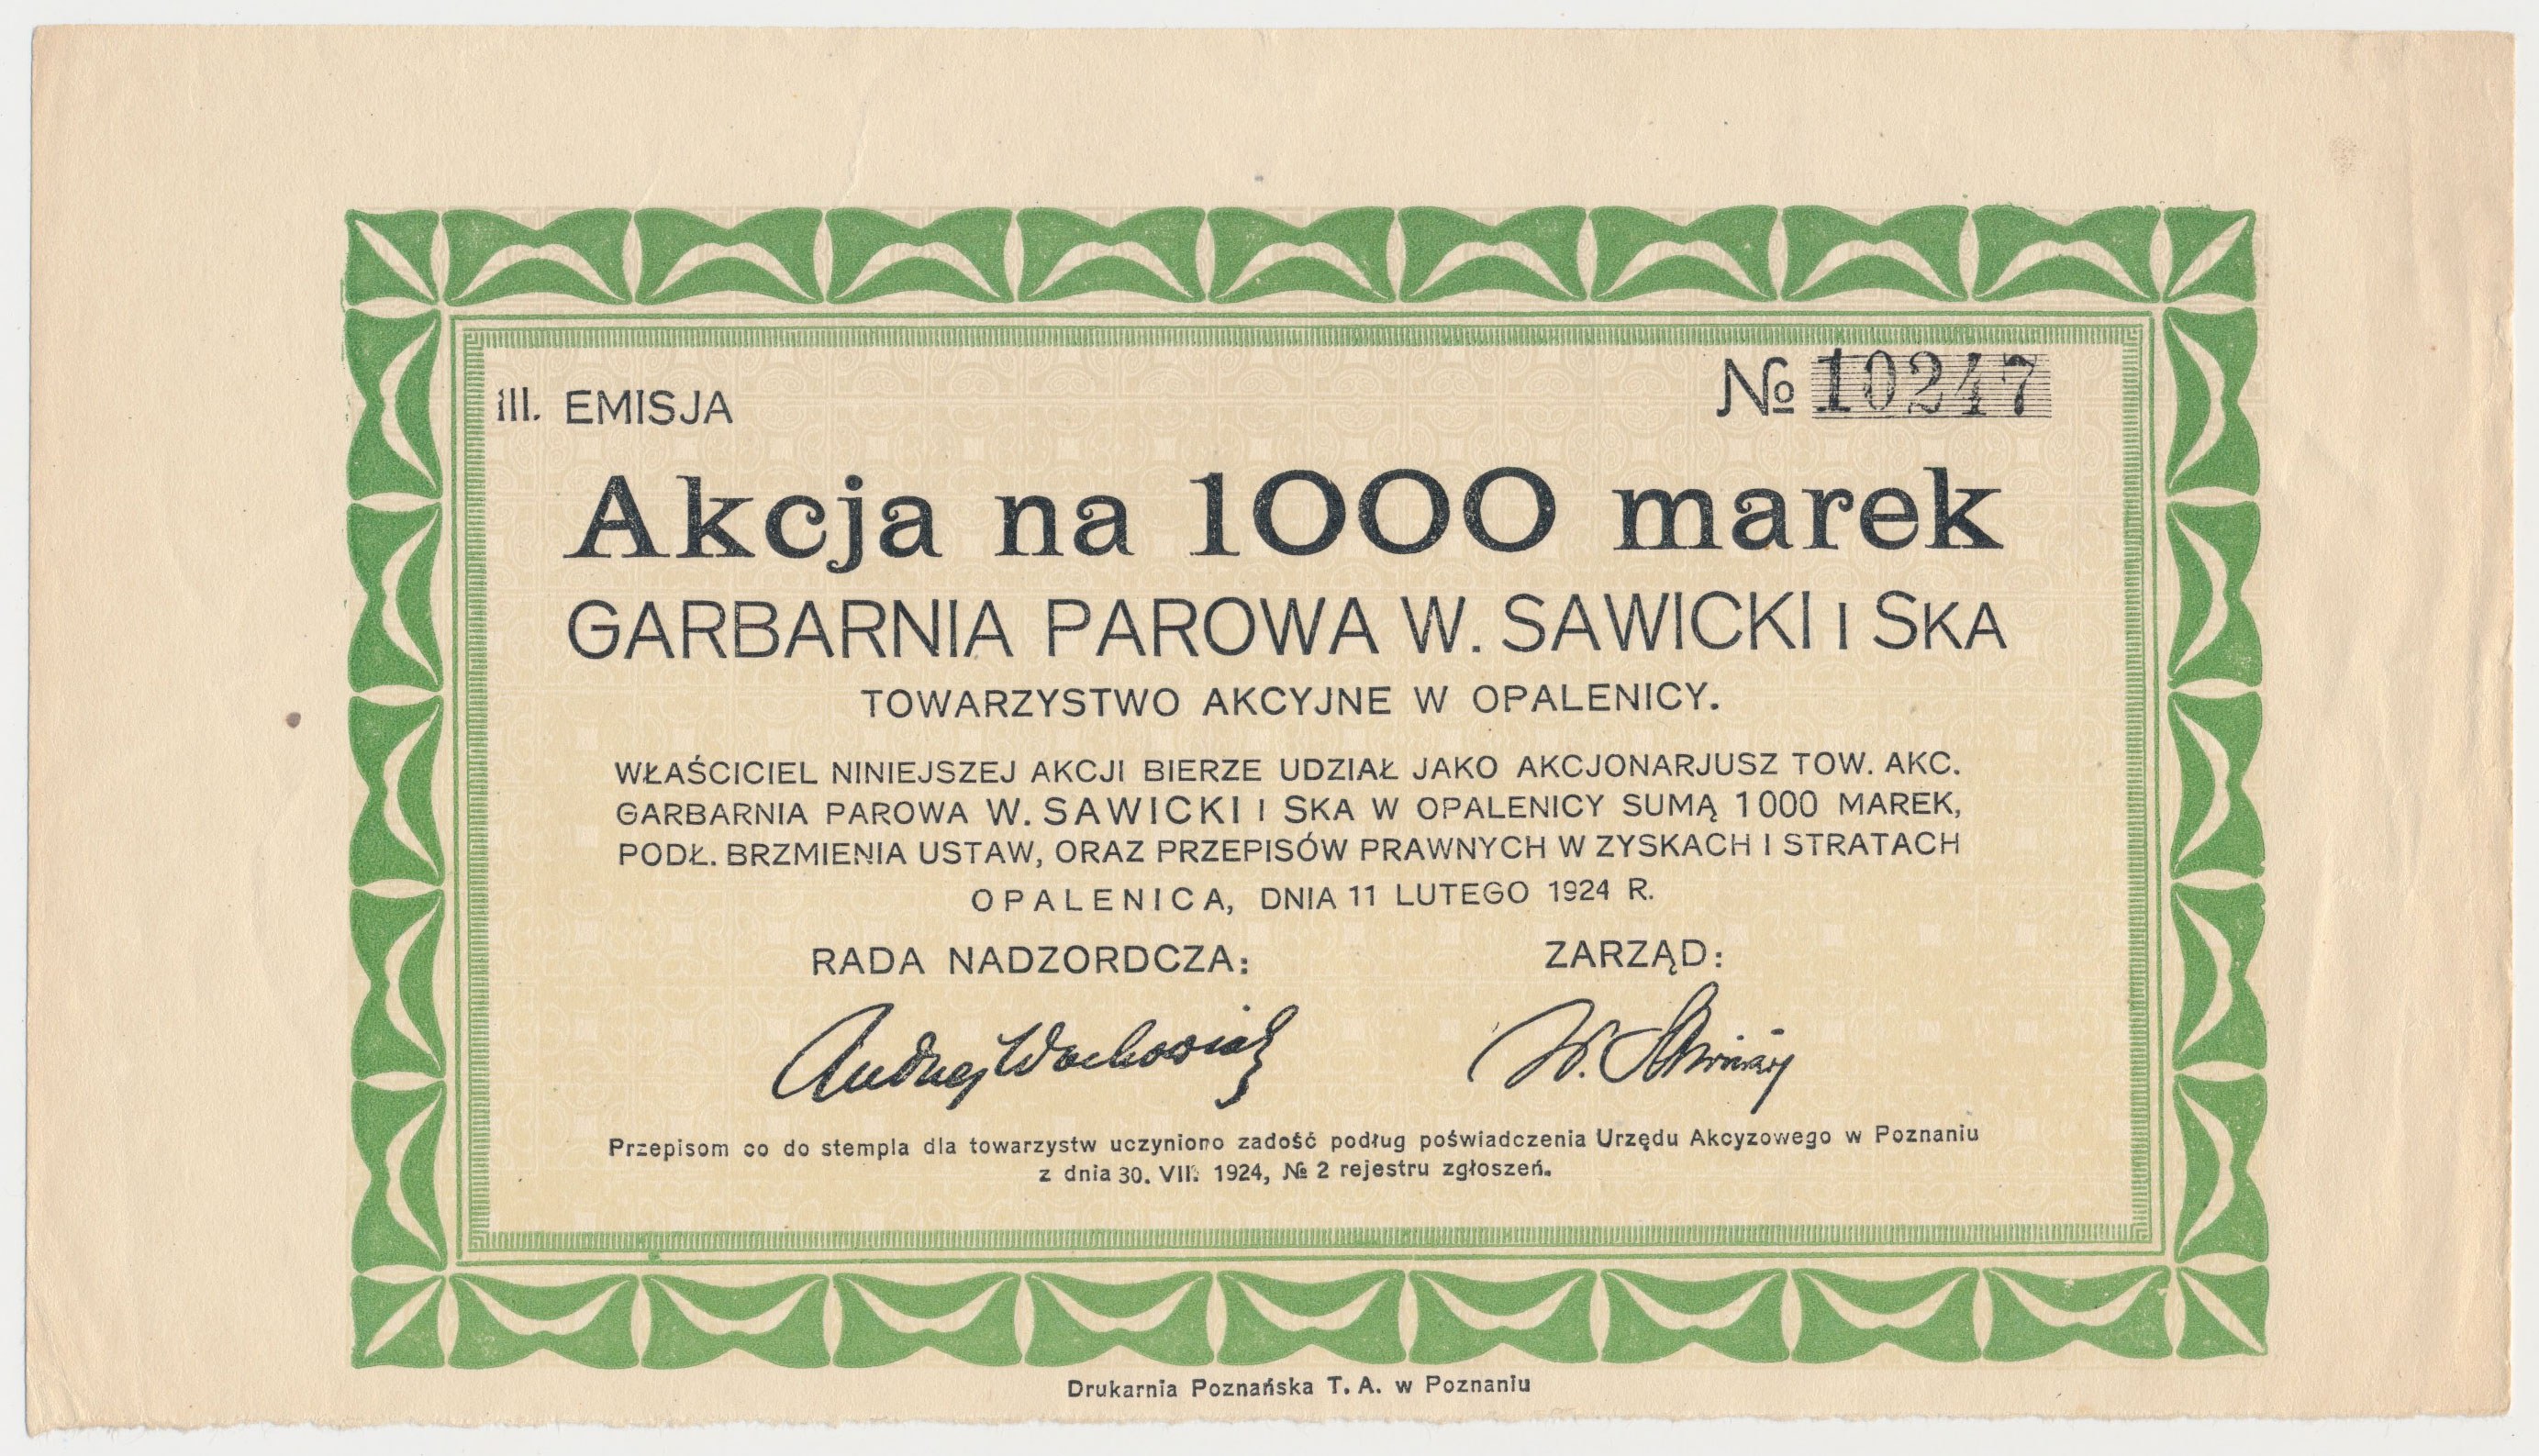 III. EMISJA
№ 10247
Akcja na 1000 marek
GARBARNIA PAROWA W. SAWICKI I SKA
TOWARZYSTWO AKCYJNE W OPALENICY.
WŁAŚCICIEL NINIEJSZEJ AKCJI BIERZE UDZIAŁ JAKO AKCJONARJUSZ TOW. AKC.
GARBARNIA PAROWA W. SAWICKI I SKA W OPALENICY SUMĄ 1000 MAREK,
PODŁ. BRZMIENIA USTAW, ORAZ PRZEPISÓW PRAWNYCH W ZYSKACH I STRATACH
OPALENICA, DNIA 11 LUTEGO 1924 R.
RADA NADZORDCZA:
ZARZĄD:
Andrzej Wachowiak
W.
Przepisom co do stempla dla towarzystw uczyniono zadość podług poświadczenia Urzędu Akcyzowego w Poznaniu
z dnia 30. VII. 1924, № 2 rejestru zgłoszeń.
Drukarnia Poznańska T. A. w Poznaniu